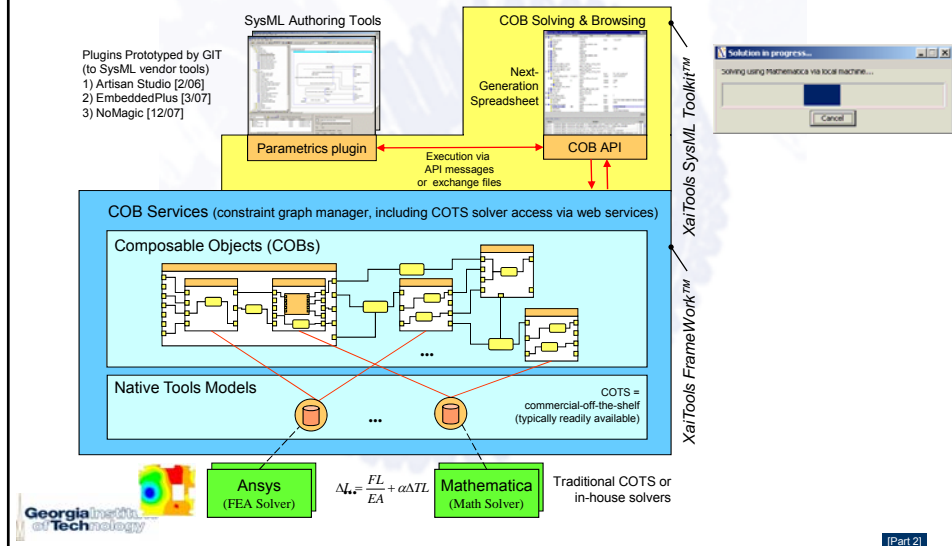 SysML Authoring Tools
COB Solving & Browsing
Plugins Prototyped by GIT
(to SysML vendor tools)
1) Artisan Studio [2/06]
2) EmbeddedPlus [3/07]
3) NoMagic [12/07]
Next-
Generation
Spreadsheet
Parametrics plugin
COB API
Execution via
API messages
or exchange files
XaiTools SysML Toolkit™
Solution in progress...
Solving using Mathematica via local machine...
Cancel
COB Services (constraint graph manager, including COTS solver access via web services)
Composable Objects (COBs)
...
Native Tools Models
...
COTS =
commercial-off-the-shelf
(typically readily available)
XaiTools FrameWork™
Ansys
(FEA Solver)
...
ΔL = FL/EA + αΔTL
Mathematica
(Math Solver)
Traditional COTS or
in-house solvers
Georgia Institute
of Technology
[Part 2]